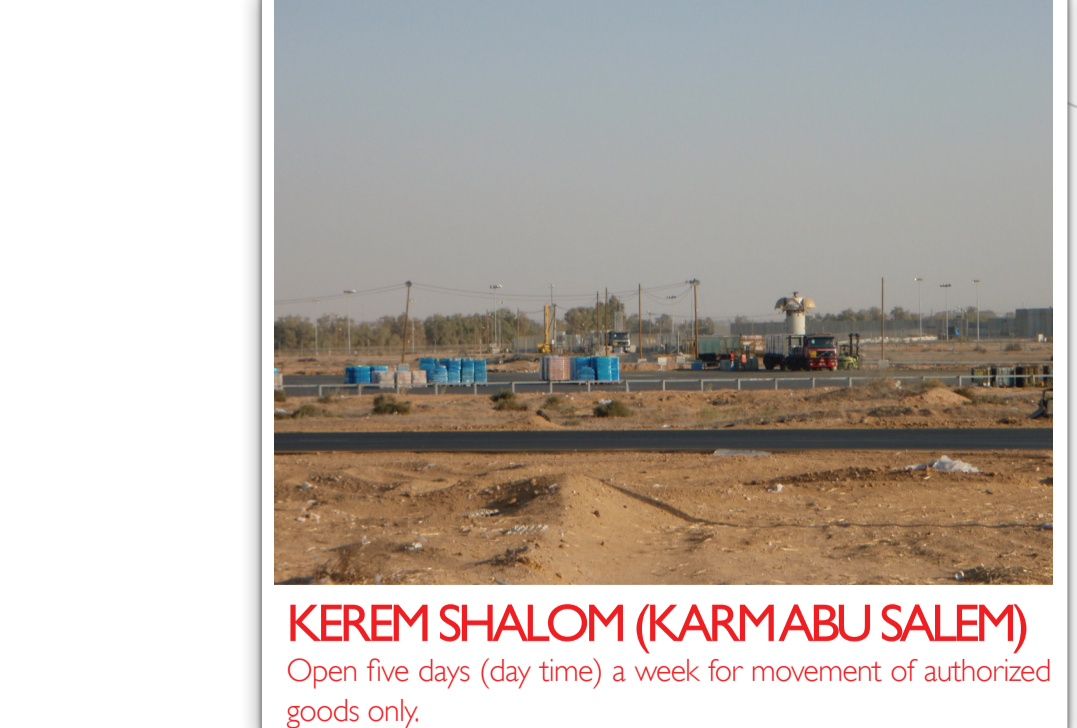 KEREM SHALOM (KARM ABU SALEM)
Open five days (day time) a week for movement of authorized
goods only.